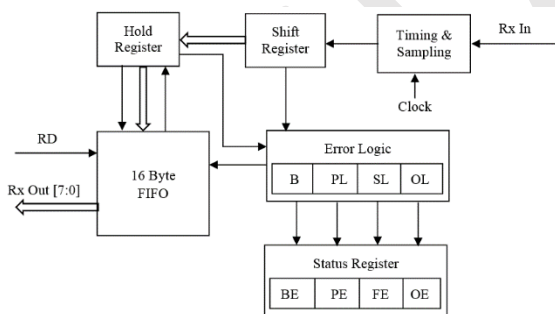 Hold
Register
Shift
Register
Timing &
Sampling
Rx In
Clock
RD
Rx Out [7:0]
16 Byte
FIFO
Error Logic
B PL SL OL
Status Register
BE PE FE OE